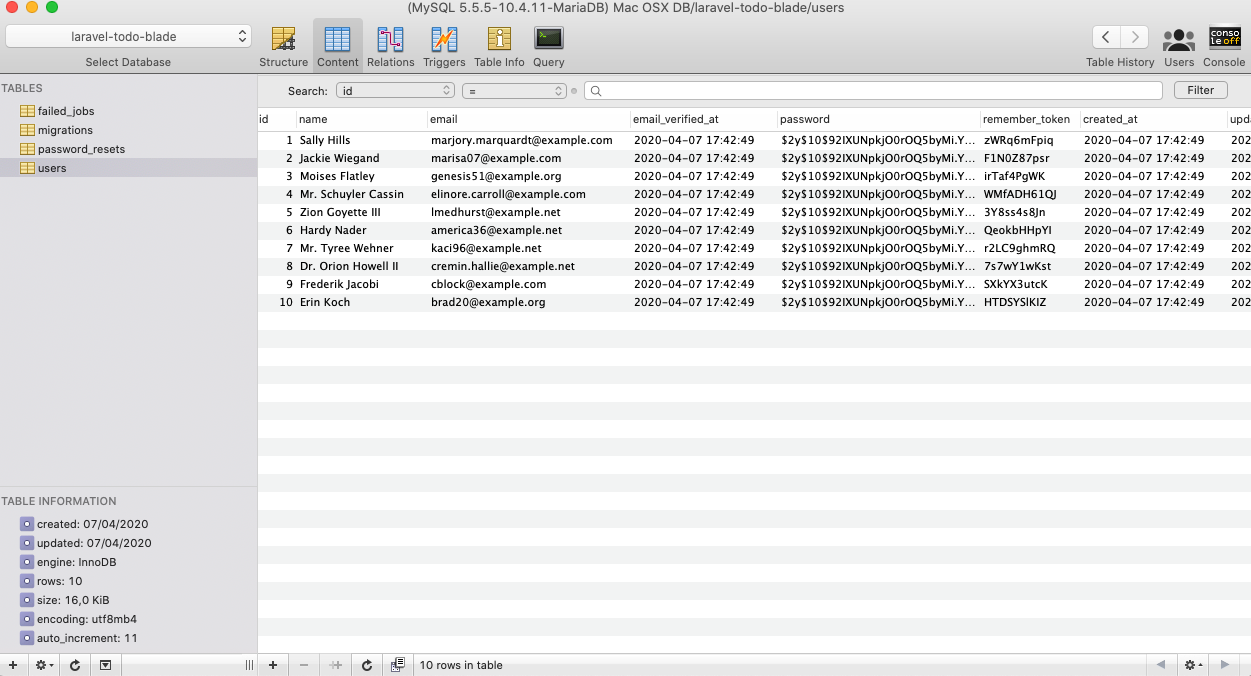 (MySQL 5.5.5-10.4.11-MariaDB) Mac OSX DB/laravel-todo-blade/users
laravel-todo-blade
Select Database
Structure Content Relations Triggers Table Info Query
Table History Users Console
conso
le off
TABLES
failed_jobs
migrations
password_resets
users
Search: id = Filter
id name email email_verified_at password remember_token created_at upd
1 Sally Hills marjory.marquardt@example.com 2020-04-07 17:42:49 $2y$10$92IXUNpkjO0rOQ5byMi.Y... zWRq6mFpiq 2020-04-07 17:42:49 202
2 Jackie Wiegand marisa07@example.com 2020-04-07 17:42:49 $2y$10$92IXUNpkjO0rOQ5byMi.Y... F1N0Z87psr 2020-04-07 17:42:49 202
3 Moises Flatley genesis51@example.org 2020-04-07 17:42:49 $2y$10$92IXUNpkjO0rOQ5byMi.Y... irTaf4PgWK 2020-04-07 17:42:49 202
4 Mr. Schuyler Cassin elinore.carroll@example.com 2020-04-07 17:42:49 $2y$10$92IXUNpkjO0rOQ5byMi.Y... WMfADH61QJ 2020-04-07 17:42:49 202
5 Zion Goyette III lmedhurst@example.net 2020-04-07 17:42:49 $2y$10$92IXUNpkjO0rOQ5byMi.Y... 3Y8ss4s8Jn 2020-04-07 17:42:49 202
6 Hardy Nader america36@example.net 2020-04-07 17:42:49 $2y$10$92IXUNpkjO0rOQ5byMi.Y... QeokbHHpYI 2020-04-07 17:42:49 202
7 Mr. Tyree Wehner kaci96@example.net 2020-04-07 17:42:49 $2y$10$92IXUNpkjO0rOQ5byMi.Y... r2LC9ghmRQ 2020-04-07 17:42:49 202
8 Dr. Orion Howell II cremin.hallie@example.net 2020-04-07 17:42:49 $2y$10$92IXUNpkjO0rOQ5byMi.Y... 7s7wY1wKst 2020-04-07 17:42:49 202
9 Frederik Jacobi cblock@example.com 2020-04-07 17:42:49 $2y$10$92IXUNpkjO0rOQ5byMi.Y... SXkYX3utcK 2020-04-07 17:42:49 202
10 Erin Koch brad20@example.org 2020-04-07 17:42:49 $2y$10$92IXUNpkjO0rOQ5byMi.Y... HTDSYSlKIZ 2020-04-07 17:42:49 202
TABLE INFORMATION
created: 07/04/2020
updated: 07/04/2020
engine: InnoDB
rows: 10
size: 16,0 KiB
encoding: utf8mb4
auto_increment: 11
10 rows in table